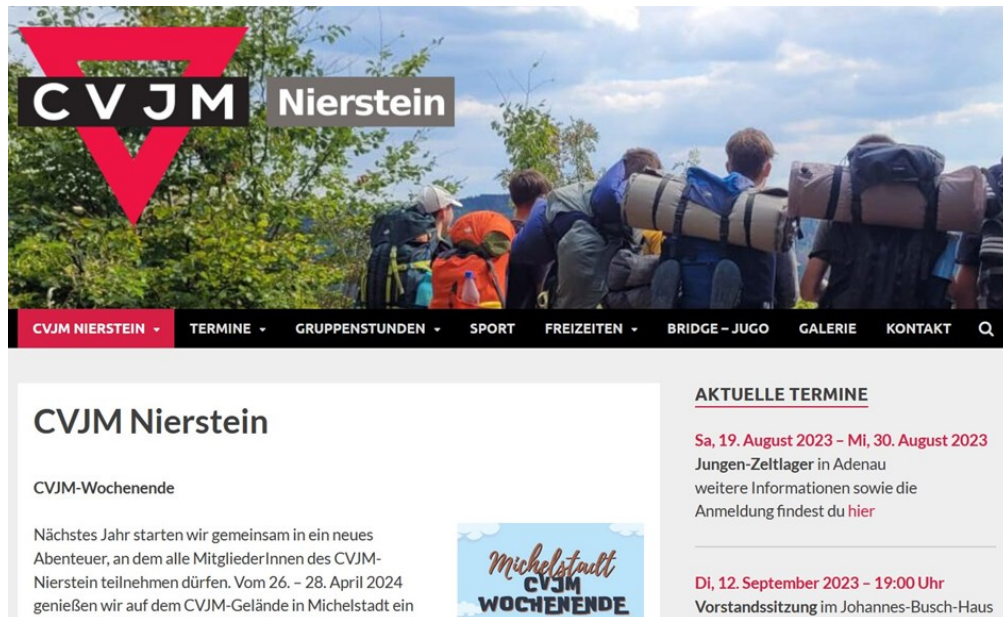 CVJM Nierstein
CVJM NIERSTEIN TERMINE GRUPPENSTUNDEN SPORT FREIZEITEN BRIDGE – JUGO GALERIE KONTAKT
CVJM Nierstein
CVJM-Wochenende
Nächstes Jahr starten wir gemeinsam in ein neues
Abenteuer, an dem alle MitgliederInnen des CVJM-
Nierstein teilnehmen dürfen. Vom 26. – 28. April 2024
genießen wir auf dem CVJM-Gelände in Michelstadt ein
Michelstadt
CVJM
WOCHENENDE
AKTUELLE TERMINE
Sa, 19. August 2023 – Mi, 30. August 2023
Jungen-Zeltlager in Adenau
weitere Informationen sowie die
Anmeldung findest du hier
Di, 12. September 2023 – 19:00 Uhr
Vorstandssitzung im Johannes-Busch-Haus